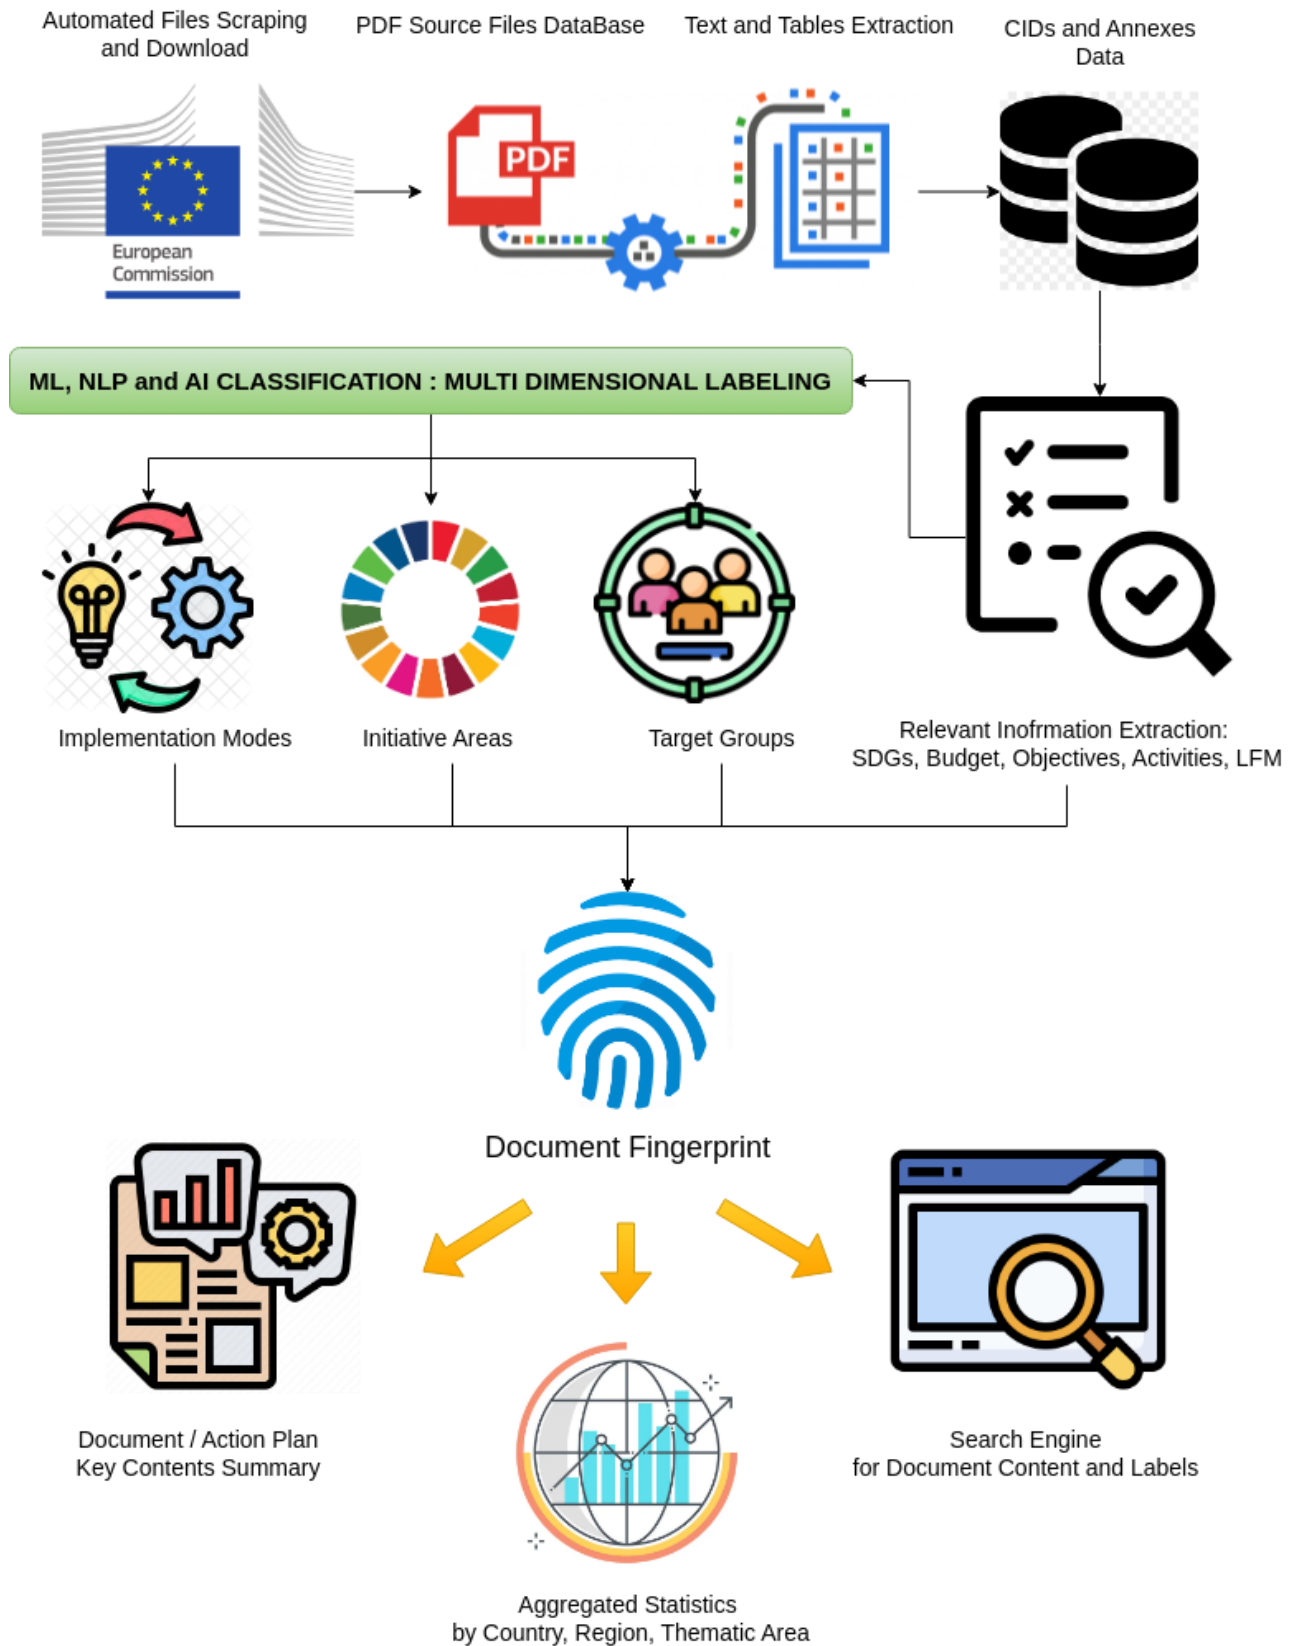 Automated Files Scraping
and Download
PDF Source Files DataBase
Text and Tables Extraction
CIDs and Annexes
Data
PDF
European
Commission
ML, NLP and AI CLASSIFICATION : MULTI DIMENSIONAL LABELING
Implementation Modes
Initiative Areas
Target Groups
Relevant Inofrmation Extraction:
SDGs, Budget, Objectives, Activities, LFM
Document Fingerprint
Document / Action Plan
Key Contents Summary
Search Engine
for Document Content and Labels
Aggregated Statistics
by Country, Region, Thematic Area